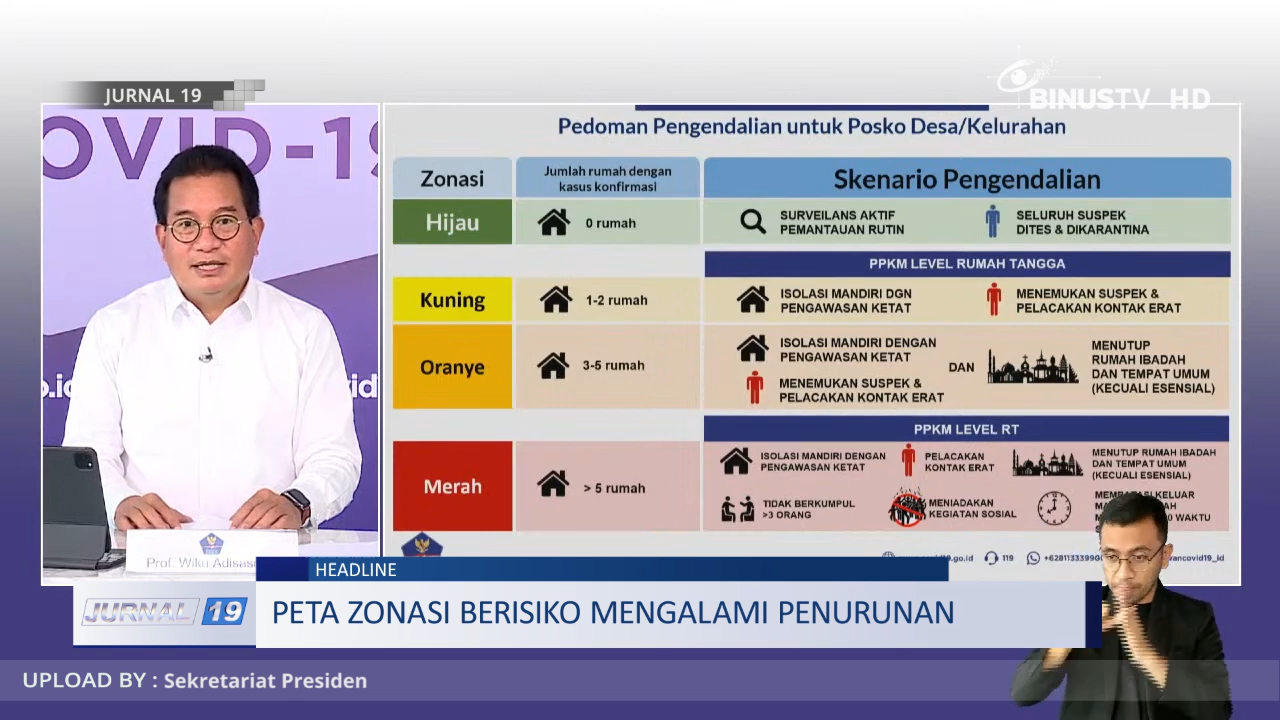 JURNAL 19
BINUSTV HD
OVID-19
Pedoman Pengendalian untuk Posko Desa/Kelurahan
Zonasi
Jumlah rumah dengan
kasus konfirmasi
Skenario Pengendalian
Hijau
0 rumah
SURVEILANS AKTIF
PEMANTAUAN RUTIN
SELURUH SUSPEK
DITES & DIKARANTINA
PPKM LEVEL RUMAH TANGGA
Kuning
1-2 rumah
ISOLASI MANDIRI DGN
PENGAWASAN KETAT
MENEMUKAN SUSPEK &
PELACAKAN KONTAK ERAT
Oranye
3-5 rumah
ISOLASI MANDIRI DENGAN
PENGAWASAN KETAT
MENEMUKAN SUSPEK &
PELACAKAN KONTAK ERAT
DAN
MENUTUP
RUMAH IBADAH
DAN TEMPAT UMUM
(KECUALI ESENSIAL)
PPKM LEVEL RT
Merah
> 5 rumah
ISOLASI MANDIRI DENGAN
PENGAWASAN KETAT
PELACAKAN
KONTAK ERAT
MENUTUP RUMAH IBADAH
DAN TEMPAT UMUM
(KECUALI ESENSIAL)
TIDAK BERKUMPUL
>3 ORANG
MENIADAKAN
KEGIATAN SOSIAL
KELUAR
WAKTU
Prof. Wiku Adisas
.go.id
119
vancovid19_id
HEADLINE
JURNAL 19
PETA ZONASI BERISIKO MENGALAMI PENURUNAN
UPLOAD BY : Sekretariat Presiden